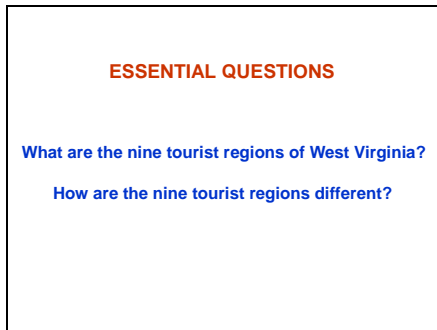 ESSENTIAL QUESTIONS
What are the nine tourist regions of West Virginia?
How are the nine tourist regions different?